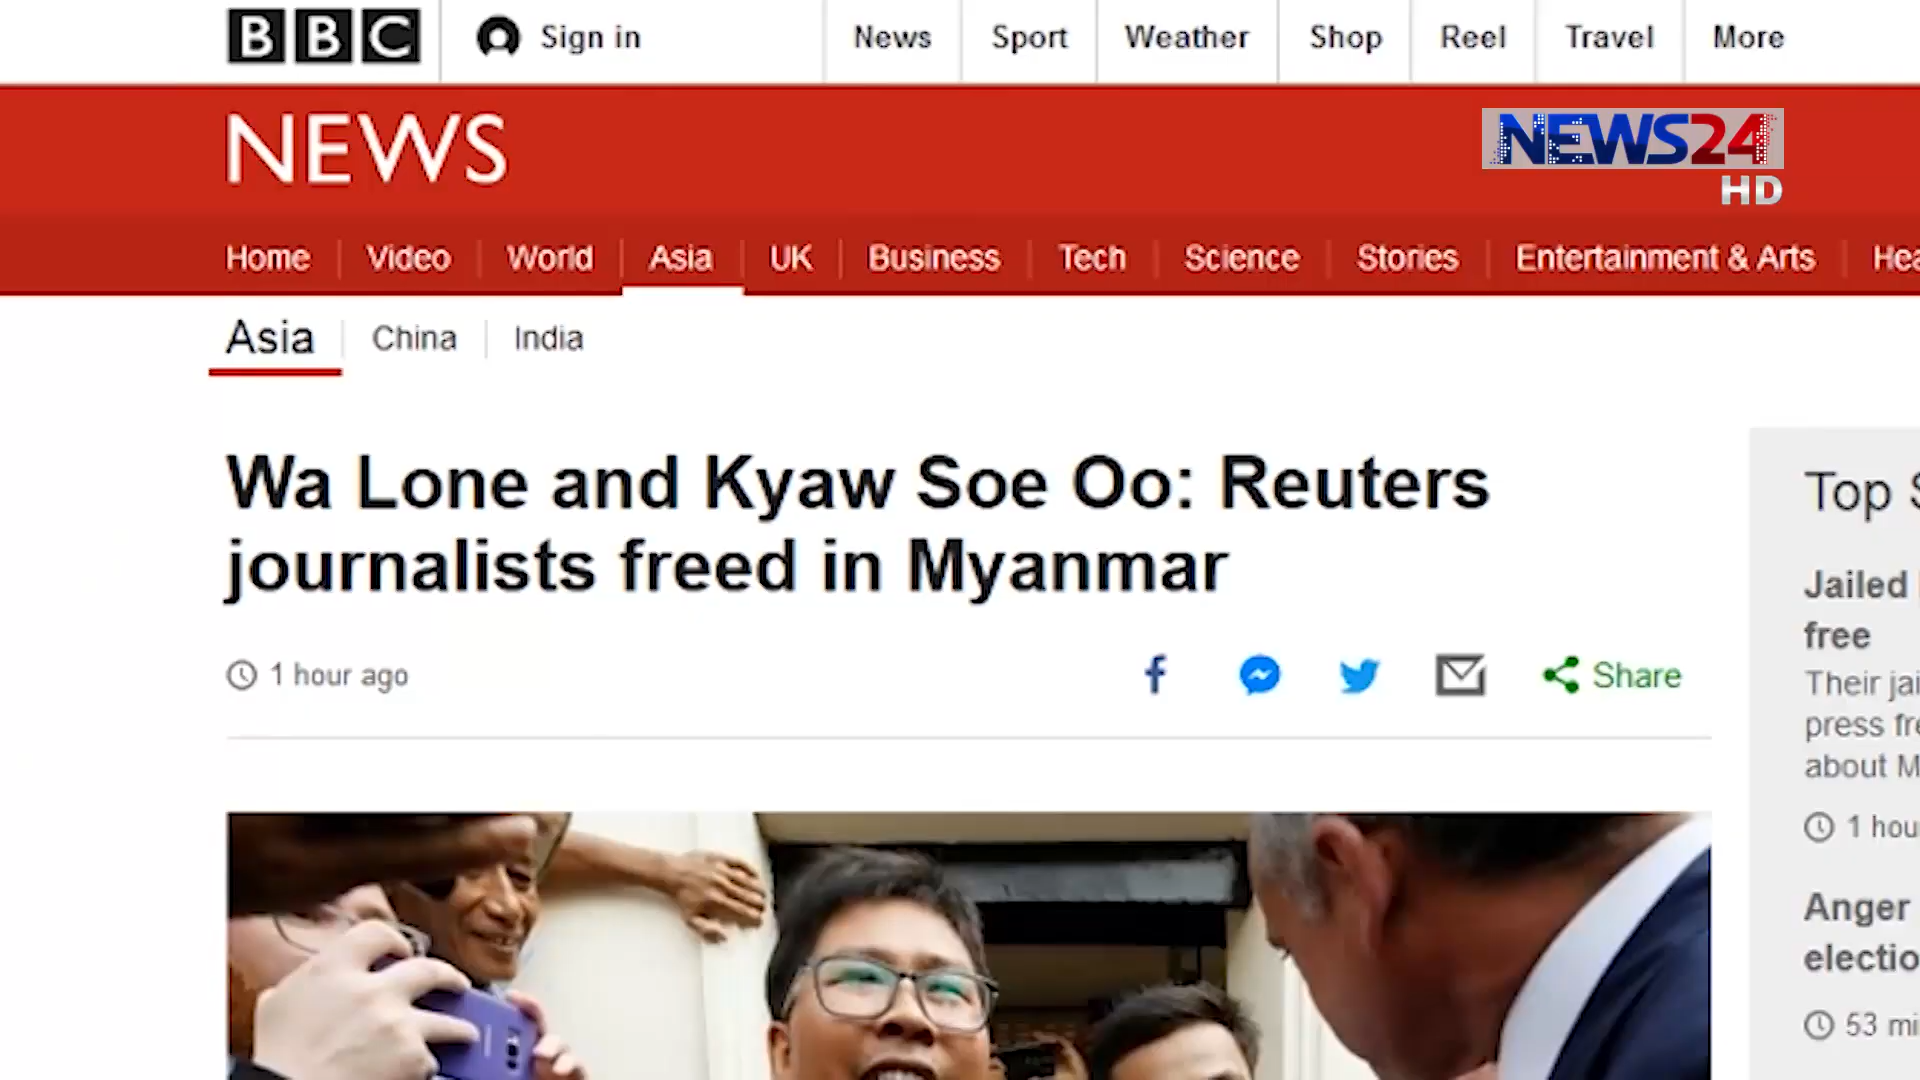 BBC
Sign in
News
Sport
Weather
Shop
Reel
Travel
More
NEWS
NEWS24
HD
Home
Video
World
Asia
UK
Business
Tech
Science
Stories
Entertainment & Arts
Asia
China
India
Wa Lone and Kyaw Soe Oo: Reuters
journalists freed in Myanmar
1 hour ago
Share
Top
Jailed
free
Their
press
about
1
Anger
53